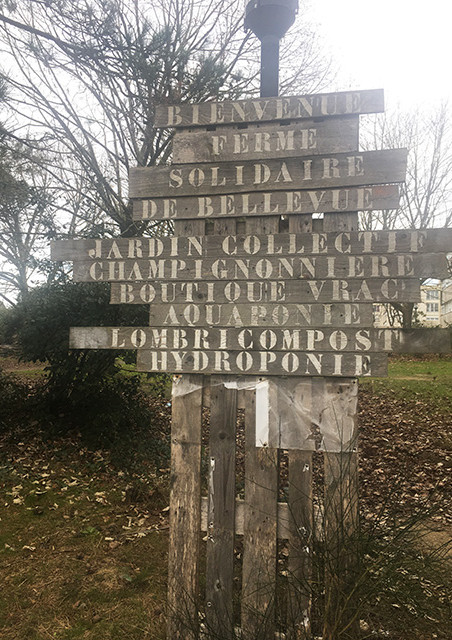 BIENVENUE
FERME
SOLIDAIRE
DE BELLEVUE
JARDIN COLLECTIF
CHAMPIGNONNIERE
BOUTIQUE VRAC
AQUAPONIE
LOMBRICOMPOST
HYDROPONIE